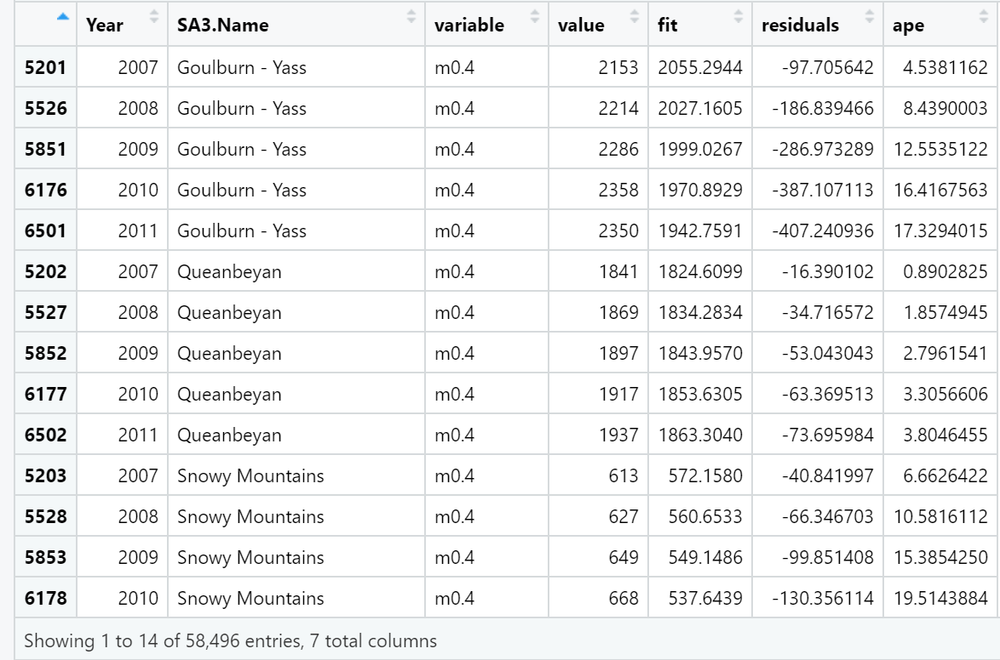 Year SA3.Name variable value fit residuals ape
5201 2007 Goulburn - Yass m0.4 2153 2055.2944 -97.705642 4.5381162
5526 2008 Goulburn - Yass m0.4 2214 2027.1605 -186.839466 8.4390003
5851 2009 Goulburn - Yass m0.4 2286 1999.0267 -286.973289 12.5535122
6176 2010 Goulburn - Yass m0.4 2358 1970.8929 -387.107113 16.4167563
6501 2011 Goulburn - Yass m0.4 2350 1942.7591 -407.240936 17.3294015
5202 2007 Queanbeyan m0.4 1841 1824.6099 -16.390102 0.8902825
5527 2008 Queanbeyan m0.4 1869 1834.2834 -34.716572 1.8574945
5852 2009 Queanbeyan m0.4 1897 1843.9570 -53.043043 2.7961541
6177 2010 Queanbeyan m0.4 1917 1853.6305 -63.369513 3.3056606
6502 2011 Queanbeyan m0.4 1937 1863.3040 -73.695984 3.8046455
5203 2007 Snowy Mountains m0.4 613 572.1580 -40.841997 6.6626422
5528 2008 Snowy Mountains m0.4 627 560.6533 -66.346703 10.5816112
5853 2009 Snowy Mountains m0.4 649 549.1486 -99.851408 15.3854250
6178 2010 Snowy Mountains m0.4 668 537.6439 -130.356114 19.5143884
Showing 1 to 14 of 58,496 entries, 7 total columns